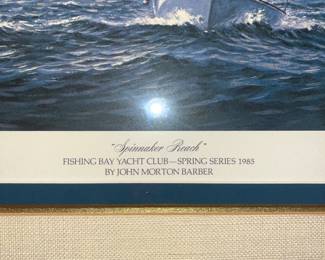 "Spinnaker Reach"
FISHING BAY YACHT CLUB—SPRING SERIES 1985
BY JOHN MORTON BARBER